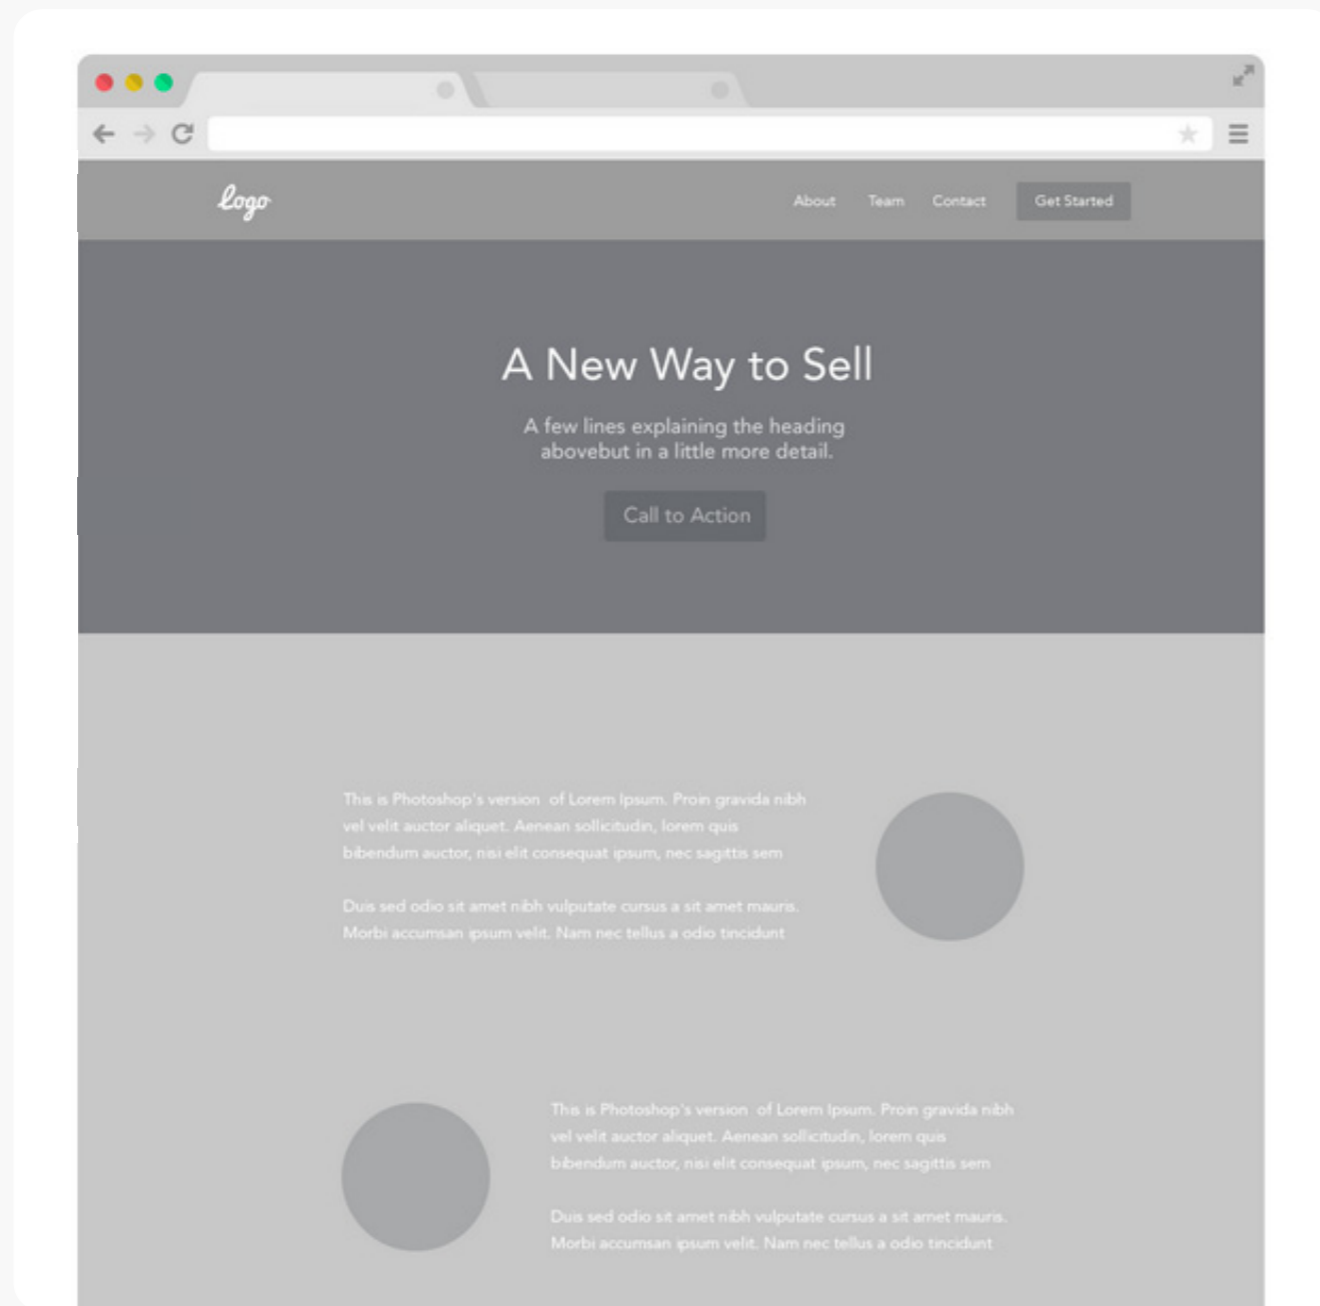 Logo
About Team Contact Get Started
A New Way to Sell
A few lines explaining the heading
abovebut in a little more detail.
Call to Action
This is Photoshop's version of Lorem Ipsum. Proin gravida nibh
vel velit auctor aliquet. Aenean sollicitudin, lorem quis
bibendum auctor, nisi elit consequat ipsum, nec sagittis sem
Duis sed odio sit amet nibh vulputate cursus a sit amet mauris.
Morbi accumsan ipsum velit. Nam nec tellus a odio tincidunt
This is Photoshop's version of Lorem Ipsum. Proin gravida nibh
vel velit auctor aliquet. Aenean sollicitudin, lorem quis
bibendum auctor, nisi elit consequat ipsum, nec sagittis sem
Duis sed odio sit amet nibh vulputate cursus a sit amet mauris.
Morbi accumsan ipsum velit. Nam nec tellus a odio tincidunt